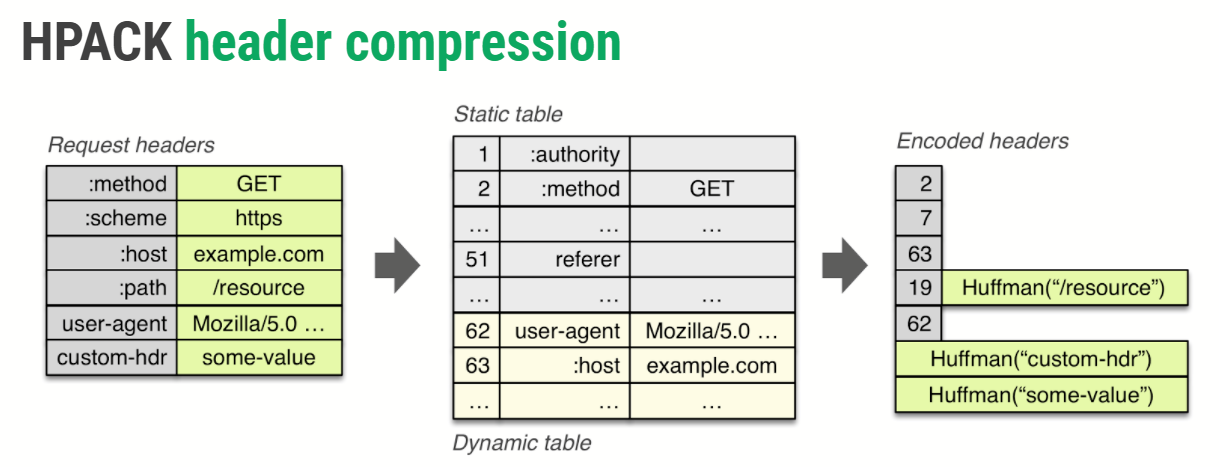 HPACK header compression
Request headers
:method GET
:scheme https
:host example.com
:path /resource
user-agent Mozilla/5.0 …
custom-hdr some-value
Static table
1 :authority
2 :method GET
… … …
51 referer
… … …
62 user-agent Mozilla/5.0 …
63 :host example.com
… … …
Dynamic table
Encoded headers
2
7
63
19 Huffman(“/resource”)
62
Huffman(“custom-hdr”)
Huffman(“some-value”)